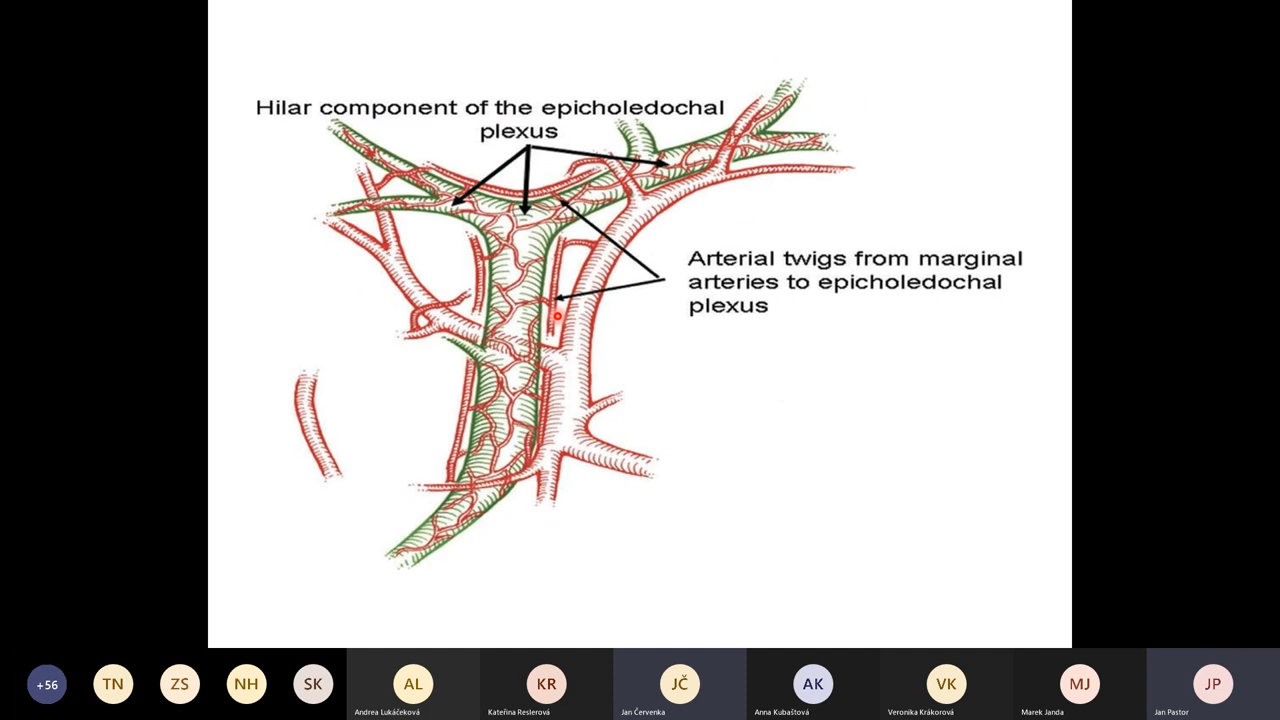 Hilar component of the epicholedochal
plexus
Arterial twigs from marginal
arteries to epicholedochal
plexus
+56
TN
ZS
NH
SK
AL
KR
JČ
AK
VK
MJ
JP
Andrea Lukáčeková
Kateřina Reslerová
Jan Červenka
Anna Kubaštová
Veronika Krákorová
Marek Janda
Jan Pastor